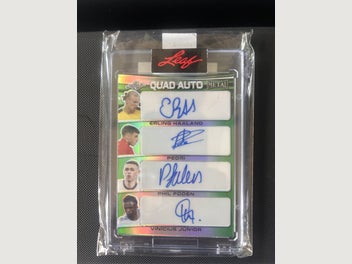 Leaf
QUAD AUTO METAL
ERLING HAALAND
PEDRI
PHIL FODEN
VINICIUS JUNIOR